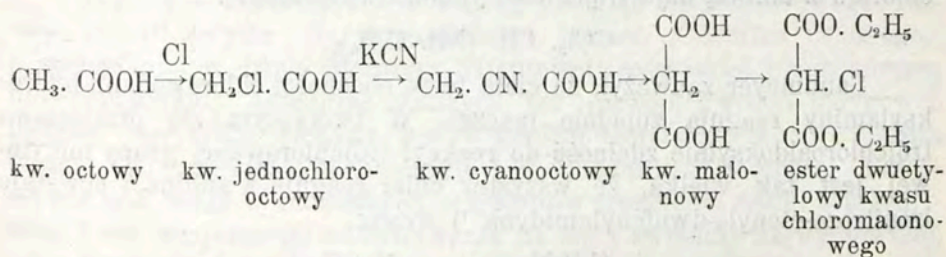 COOH COO. C₂H₅
Cl KCN | |
CH₃. COOH→CH₂Cl. COOH → CH₂. CN. COOH→CH₂ → CH. Cl
| |
COOH COO. C₂H₅
kw. octowy kw. jednochloro- kw. cyanooctowy kw. malo- ester dwuety-
octowy nowy lowy kwasu
chloromalono-
wego